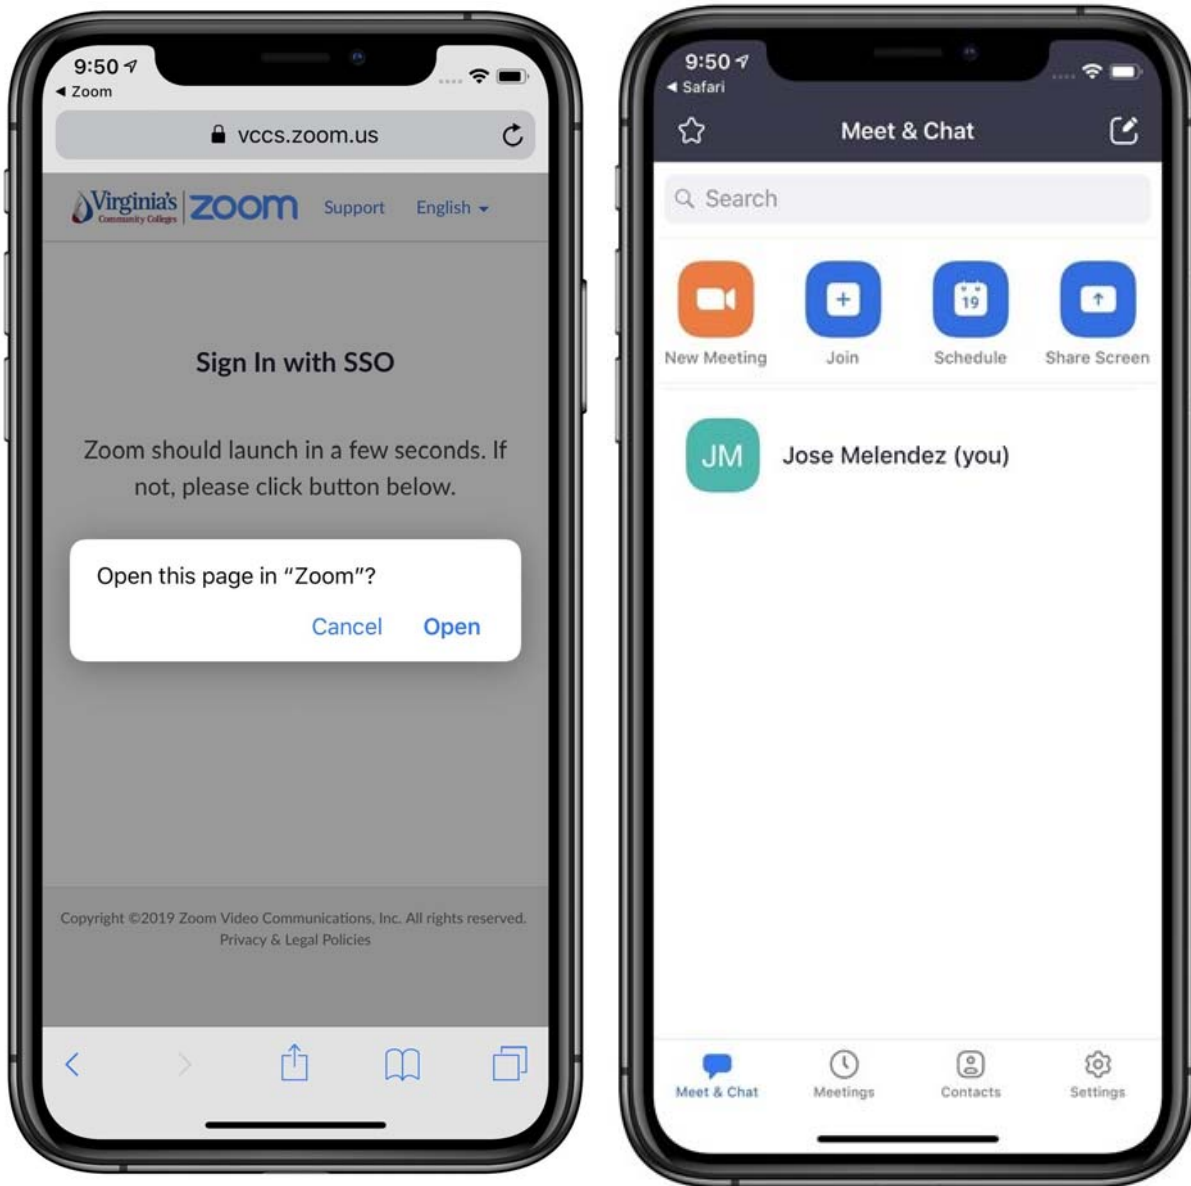 9:50
◀ Zoom
vccs.zoom.us
Virginia's
Community Colleges
zoom
Support
English
Sign In with SSO
Zoom should launch in a few seconds. If
not, please click button below.
Open this page in “Zoom”?
Cancel
Open
Copyright ©2019 Zoom Video Communications, Inc. All rights reserved.
Privacy & Legal Policies
9:50
◀ Safari
Meet & Chat
Search
19
New Meeting
Join
Schedule
Share Screen
JM
Jose Melendez (you)
Meet & Chat
Meetings
Contacts
Settings